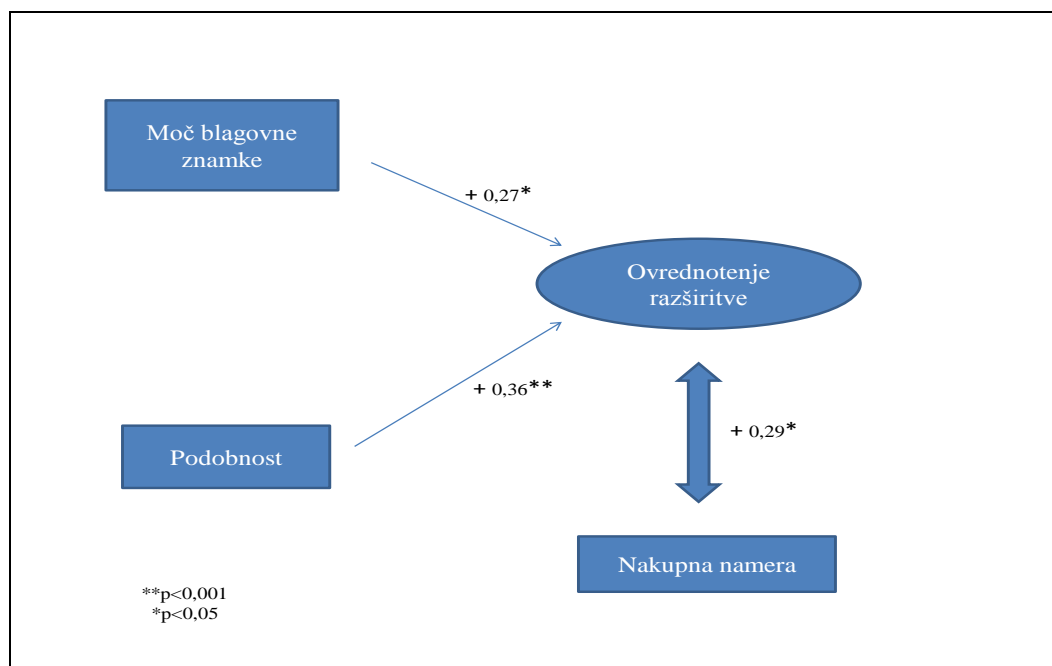 Moč blagovne
znamke
+ 0,27*
Ovrednotenje
razširitve
+ 0,36**
+ 0,29*
Podobnost
Nakupna namera
**p<0,001
*p<0,05